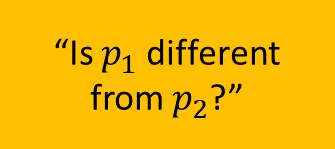 “Is p₁ different
from p₂?”